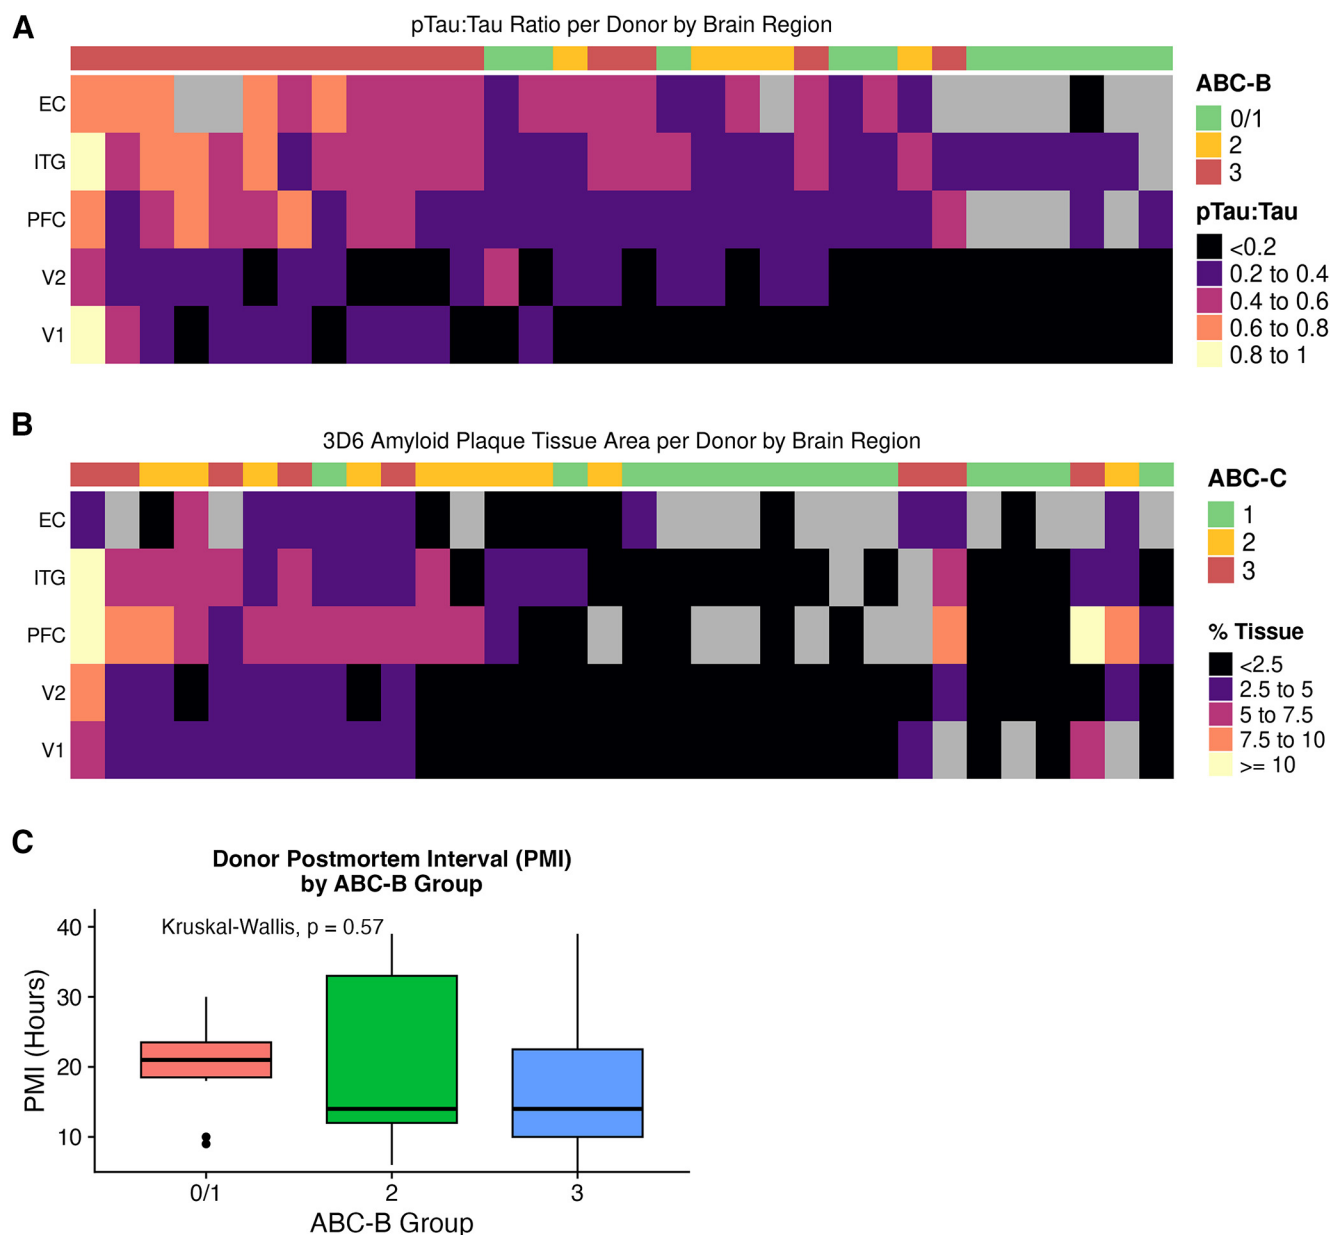 A
pTau:Tau Ratio per Donor by Brain Region
EC
ITG
PFC
V2
V1
ABC-B
0/1
2
3
pTau:Tau
<0.2
0.2 to 0.4
0.4 to 0.6
0.6 to 0.8
0.8 to 1
B
3D6 Amyloid Plaque Tissue Area per Donor by Brain Region
EC
ITG
PFC
V2
V1
ABC-C
1
2
3
% Tissue
<2.5
2.5 to 5
5 to 7.5
7.5 to 10
>= 10
C
Donor Postmortem Interval (PMI)
by ABC-B Group
Kruskal-Wallis, p = 0.57
PMI (Hours)
40
30
20
10
0/1
2
3
ABC-B Group